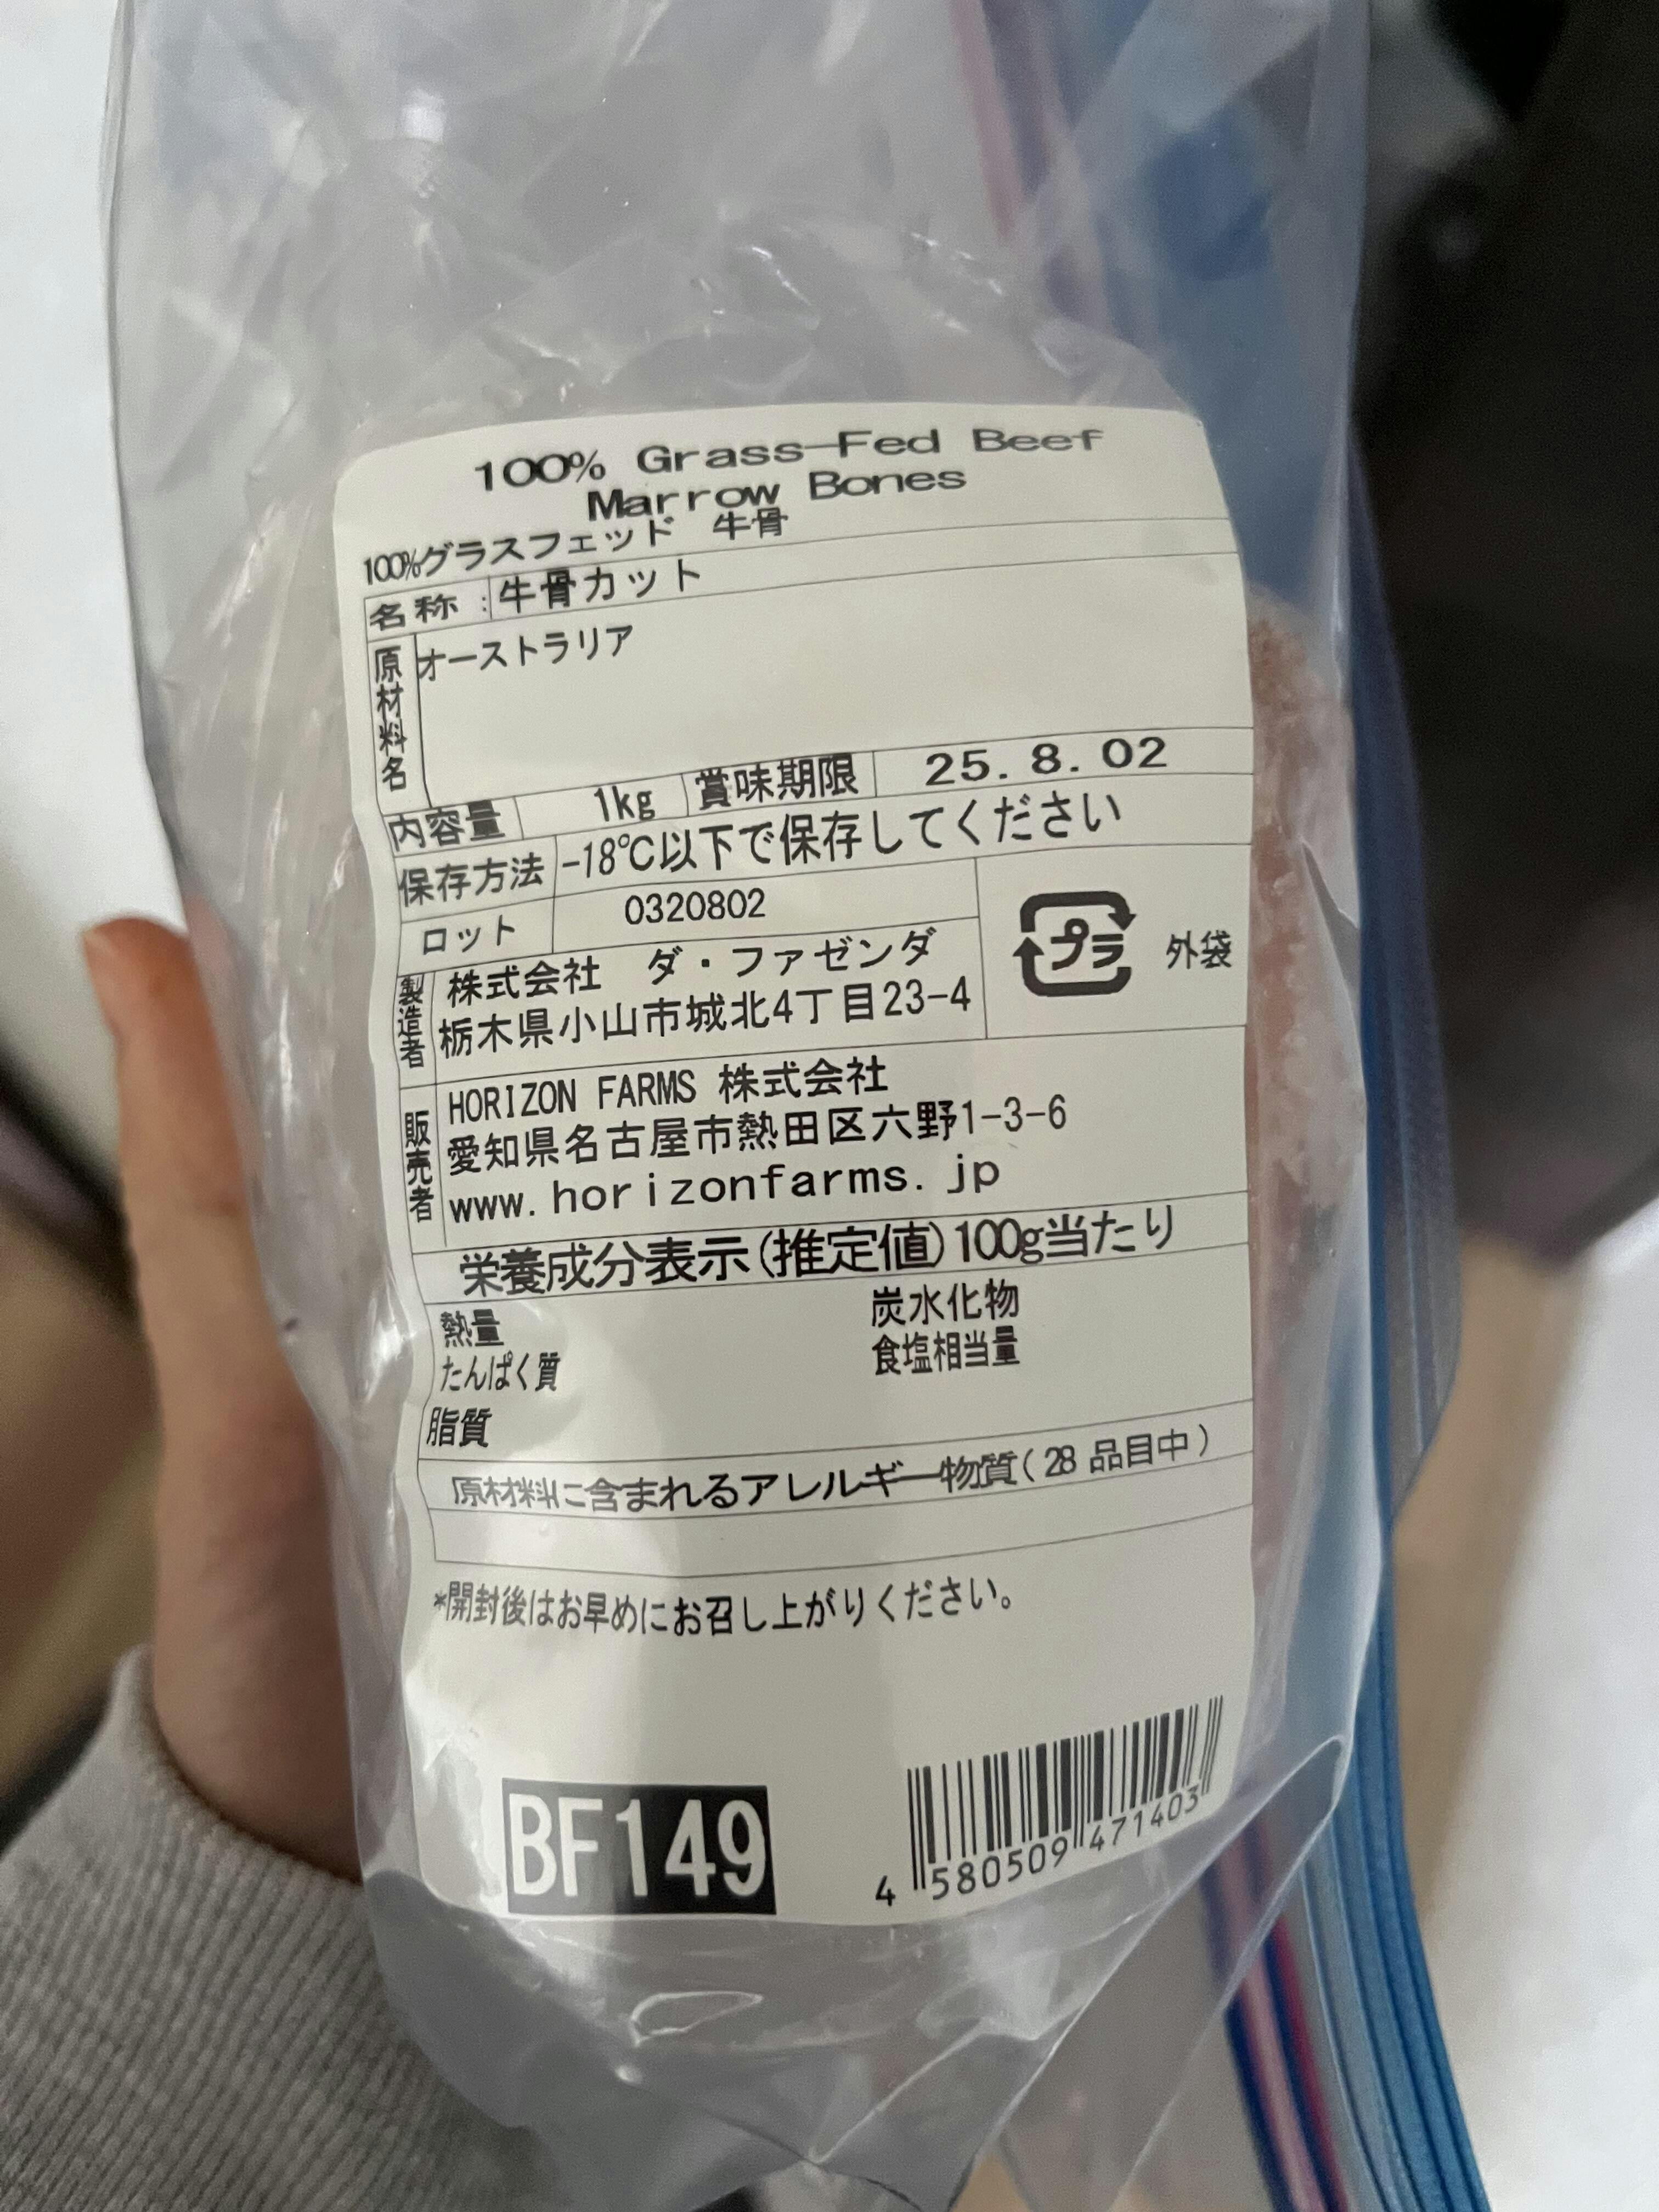 100% Grass-Fed Beef
Marrow Bones
100%グラスフェッド 牛骨
名称:牛骨カット
原材料名 オーストラリア
内容量 1kg 賞味期限 25.8.02
保存方法 -18℃以下で保存してください
ロット 0320802
プラ 外袋
製造者 株式会社 ダ・ファゼンダ
栃木県小山市城北4丁目23-4
販売者 HORIZON FARMS 株式会社
愛知県名古屋市熱田区六野1-3-6
www.horizonfarms.jp
栄養成分表示(推定値)100g当たり
熱量 炭水化物
たんぱく質 食塩相当量
脂質
原材料に含まれるアレルギー物質(28品目中)
*開封後はお早めにお召し上がりください。
BF149
4 580509 471403